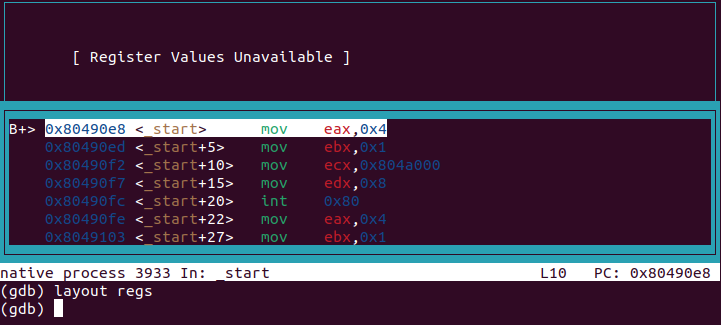 [ Register Values Unavailable ]
B+> 0x80490e8 <_start>      mov    eax,0x4
0x80490ed <_start+5>    mov    ebx,0x1
0x80490f2 <_start+10>   mov    ecx,0x804a000
0x80490f7 <_start+15>   mov    edx,0x8
0x80490fc <_start+20>   int    0x80
0x80490fe <_start+22>   mov    eax,0x4
0x8049103 <_start+27>   mov    ebx,0x1
native process 3933 In: _start                              L10   PC: 0x80490e8
(gdb) layout regs
(gdb)